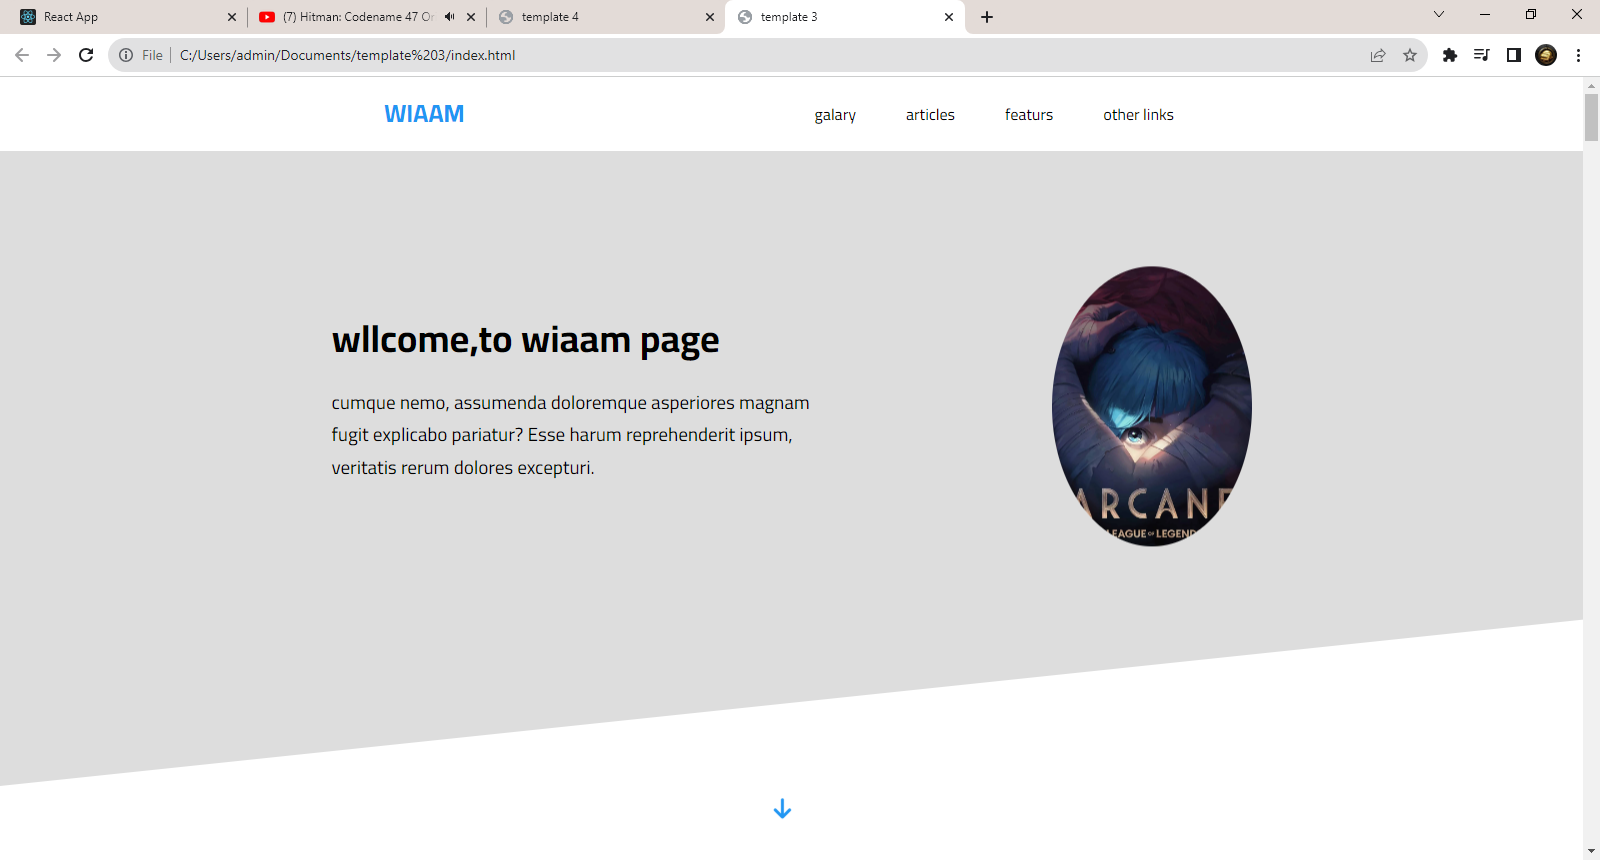 React App
(7) Hitman: Codename 47 Or
template 4
template 3
File
C:/Users/admin/Documents/template%203/index.html
WIAAM
galary
articles
featurs
other links
wllcome,to wiaam page
cumque nemo, assumenda doloremque asperiores magnam
fugit explicabo pariatur? Esse harum reprehenderit ipsum,
veritatis rerum dolores excepturi.
ARCANE
LEAGUE OF LEGENDS